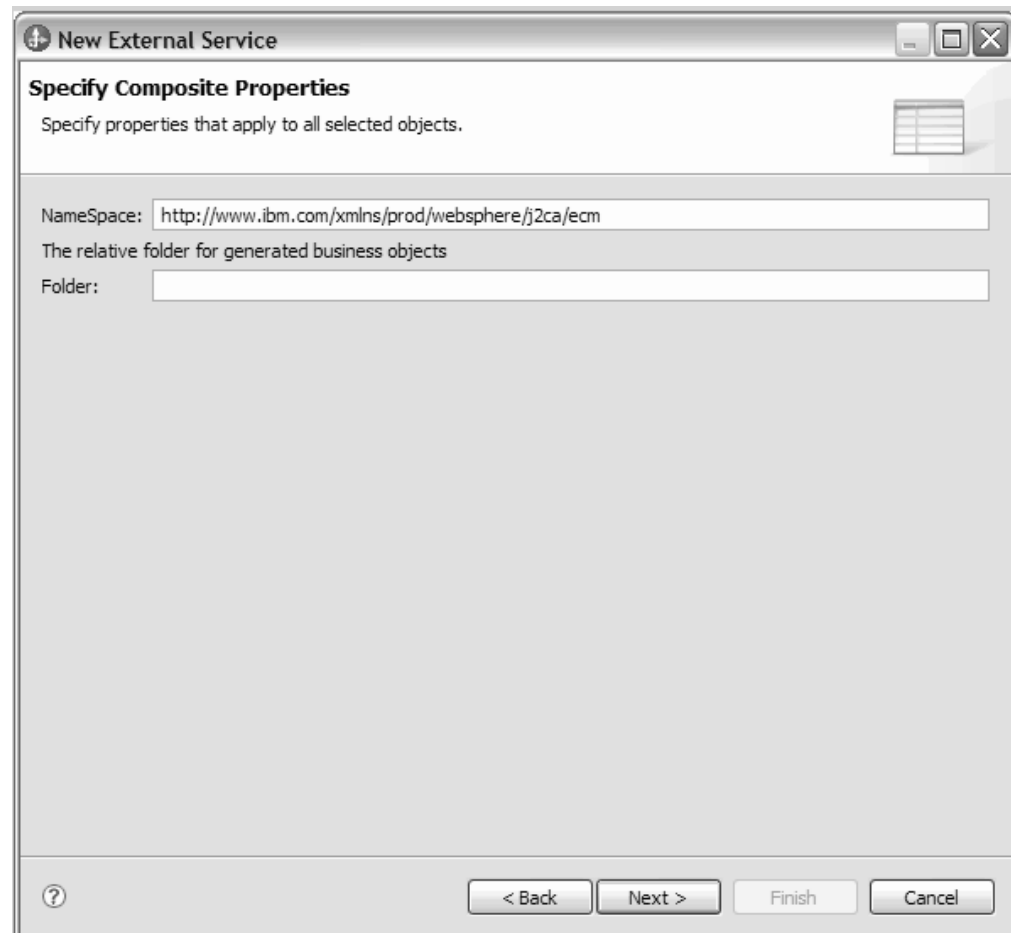 New External Service
Specify Composite Properties
Specify properties that apply to all selected objects.
NameSpace: http://www.ibm.com/xmlns/prod/websphere/j2ca/ecm
The relative folder for generated business objects
Folder:
? < Back Next > Finish Cancel